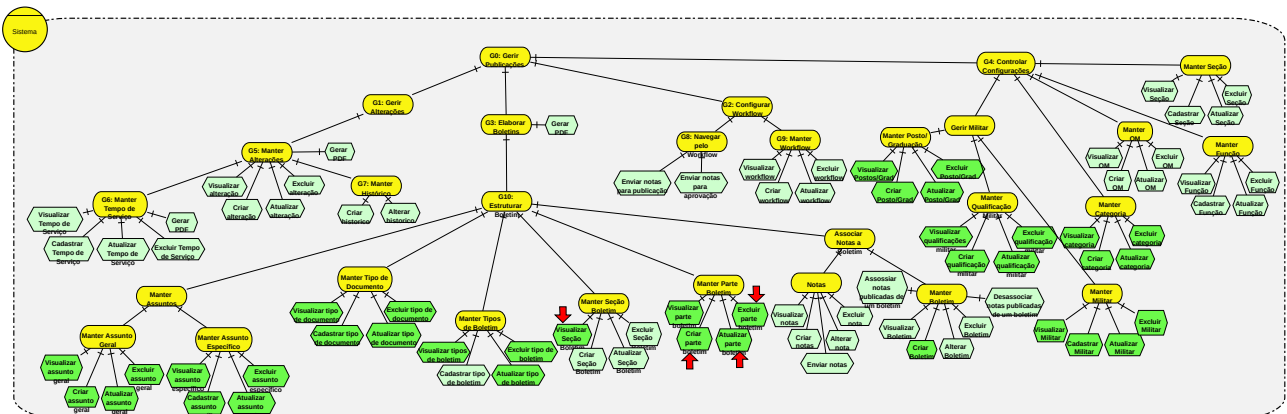 Sistema
G0: Gerir
Publicações
G4: Controlar
Configurações
Manter Seção
Visualizar
Seção
Excluir
Seção
Cadastrar
Seção
Atualizar
Seção
G1: Gerir
Alterações
G2: Configurar
Workflow
G3: Elaborar
Boletins
Gerar
PDF
G8: Navegar
pelo
Workflow
G9: Manter
Workflow
Manter Posto/
Graduação
Gerir Militar
Manter
OM
Manter
Função
G5: Manter
Alterações
Gerar
PDF
Visualizar
alteração
Excluir
alteração
Criar
alteração
Atualizar
alteração
G7: Manter
Histórico
Criar
historico
Alterar
historico
Enviar notas
para publicação
Enviar notas
para
aprovação
Visualizar
workflow
Excluir
workflow
Criar
workflow
Atualizar
workflow
Visualizar
Postos/Grad
Excluir
Posto/Grad
Criar
Posto/Grad
Atualizar
Posto/Grad
Visualizar
OM
Excluir
OM
Criar
OM
Atualizar
OM
Visualizar
Função
Excluir
Função
Cadastrar
Função
Atualizar
Função
G6: Manter
Tempo de
Serviço
Visualizar
Tempo de
Serviço
Gerar
PDF
Cadastrar
Tempo de
Serviço
Atualizar
Tempo de
Serviço
Excluir Tempo
de Serviço
G10:
Estruturar
Boletim
Manter
Qualificação
Militar
Visualizar
qualificações
militar
Excluir
qualificação
militar
Criar
qualificação
militar
Atualizar
qualificação
militar
Manter
Categoria
Visualizar
categoria
Excluir
categoria
Criar
categoria
Atualizar
categoria
Associar
Notas a
Boletim
Manter
Assuntos
Manter Tipo de
Documento
Visualizar tipo
de documento
Excluir tipo de
documento
Cadastrar tipo
de documento
Atualizar tipo
de documento
Manter Tipos
de Boletim
Visualizar tipos
de boletim
Excluir tipo de
boletim
Cadastrar tipo
de boletim
Atualizar tipo de
boletim
Manter Seção
Boletim
Visualizar
Seção
Boletim
Excluir
Seção
Boletim
Criar
Seção
Boletim
Atualizar
Seção
Boletim
Manter Parte
Boletim
Visualizar
parte
boletim
Excluir
parte
boletim
Criar
parte
boletim
Atualizar
parte
boletim
Notas
Visualizar
notas
Excluir
nota
Criar
notas
Alterar
nota
Enviar notas
Assossiar
notas
publicadas de
um boletim
Manter
Boletim
Desassociar
notas publicadas
de um boletim
Visualizar
Boletim
Excluir
Boletim
Criar
Boletim
Alterar
Boletim
Manter
Militar
Visualizar
Militar
Excluir
Militar
Cadastrar
Militar
Atualizar
Militar
Manter Assunto
Geral
Visualizar
assunto
geral
Excluir
assunto
geral
Criar
assunto
geral
Atualizar
assunto
geral
Manter Assunto
Específico
Visualizar
assunto
específico
Excluir
assunto
específico
Cadastrar
assunto
Atualizar
assunto